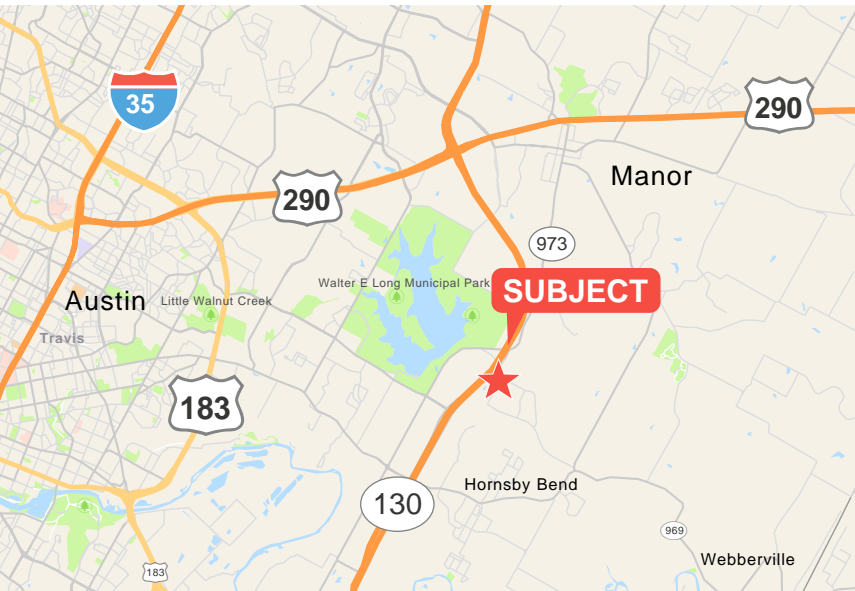 35
290
Manor
290
973
Walter E Long Municipal Park
SUBJECT
Austin
Little Walnut Creek
Travis
183
Hornsby Bend
130
969
Webberville
183